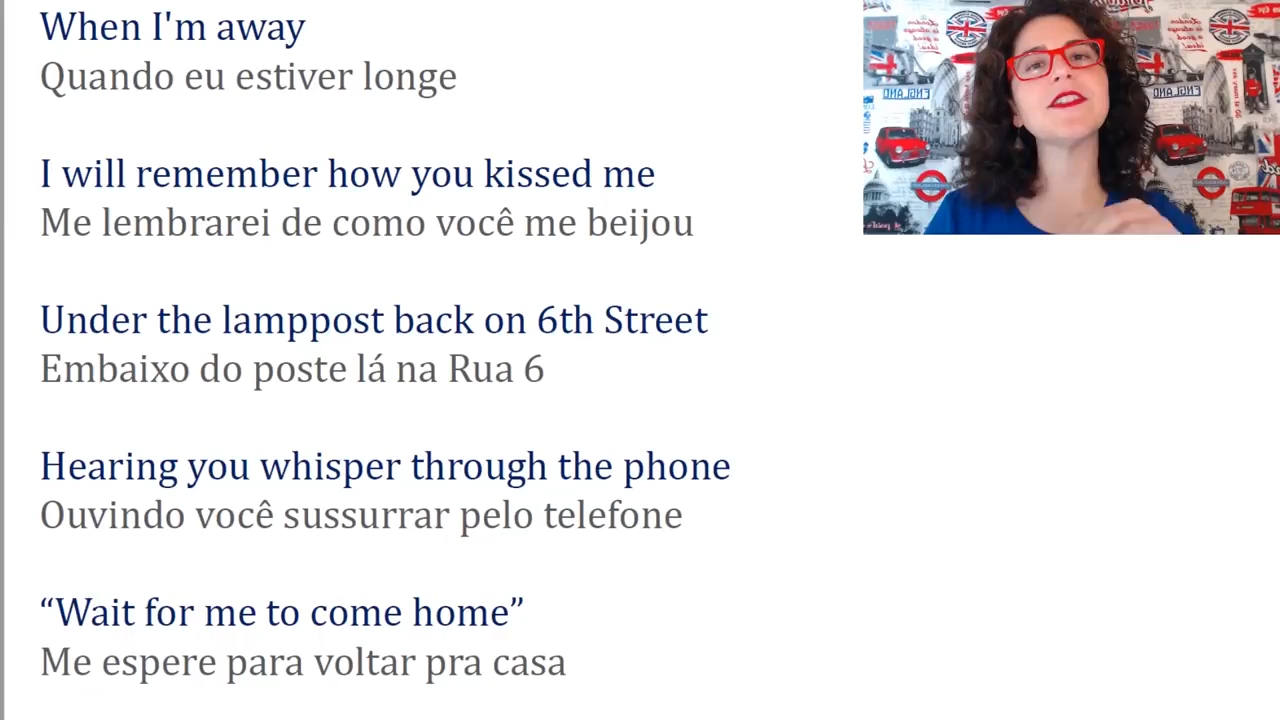 When I'm away
Quando eu estiver longe
I will remember how you kissed me
Me lembrarei de como você me beijou
Under the lamppost back on 6th Street
Embaixo do poste lá na Rua 6
Hearing you whisper through the phone
Ouvindo você sussurrar pelo telefone
“Wait for me to come home”
Me espere para voltar pra casa
ENGLAND
ENGLAND